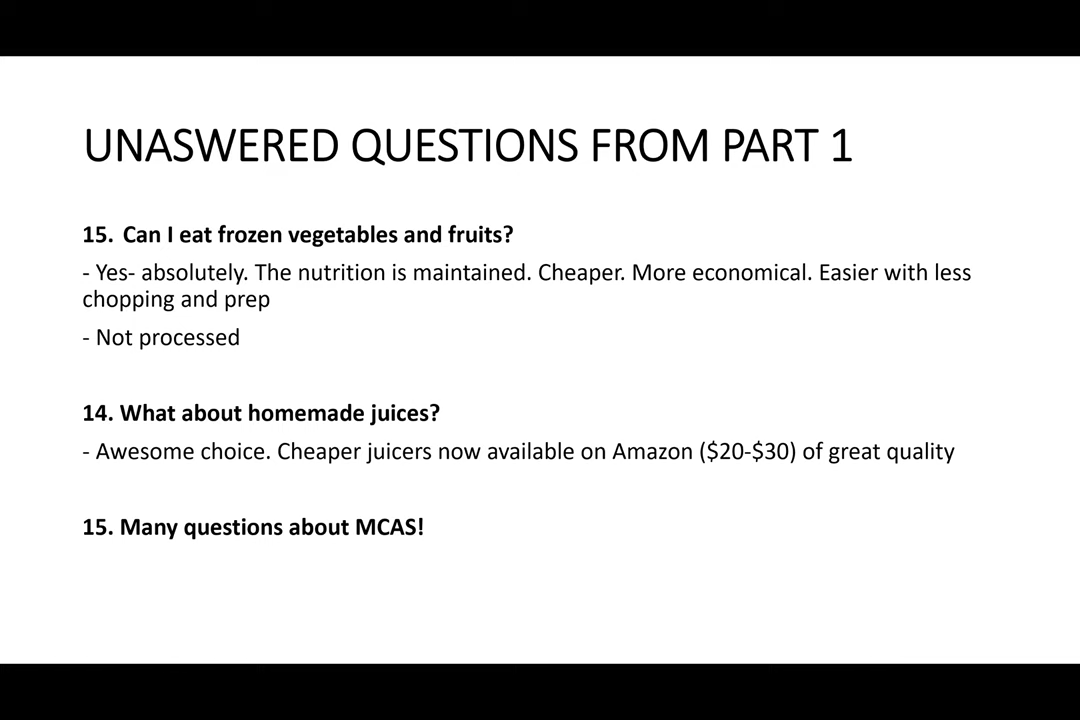 UNASWERED QUESTIONS FROM PART 1
15. Can I eat frozen vegetables and fruits?
- Yes- absolutely. The nutrition is maintained. Cheaper. More economical. Easier with less
chopping and prep
- Not processed
14. What about homemade juices?
- Awesome choice. Cheaper juicers now available on Amazon ($20-$30) of great quality
15. Many questions about MCAS!